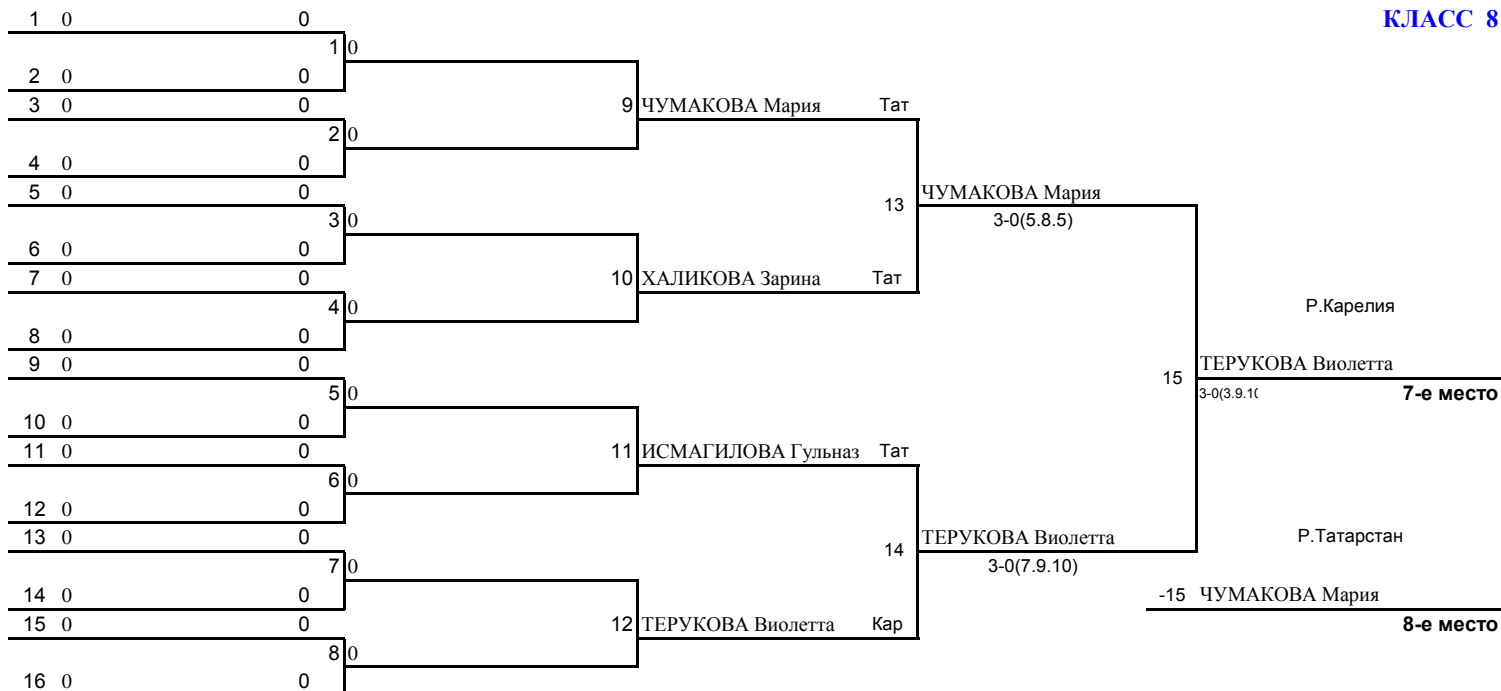 1 0 0
КЛАСС 8
1 0
2 0 0
3 0 0
9 ЧУМАКОВА Мария Тат
2 0
4 0 0
5 0 0
ЧУМАКОВА Мария
13
3-0(5.8.5)
3 0
6 0 0
7 0 0
10 ХАЛИКОВА Зарина Тат
4 0
Р.Карелия
8 0 0
9 0 0
ТЕРУКОВА Виолетта
15
5 0
3-0(3.9.10
7-е место
10 0 0
11 0 0
11 ИСМАГИЛОВА Гульназ Тат
6 0
12 0 0
13 0 0
ТЕРУКОВА Виолетта
Р.Татарстан
14
7 0
3-0(7.9.10)
14 0 0
-15 ЧУМАКОВА Мария
15 0 0
12 ТЕРУКОВА Виолетта Кар
8-е место
8 0
16 0 0